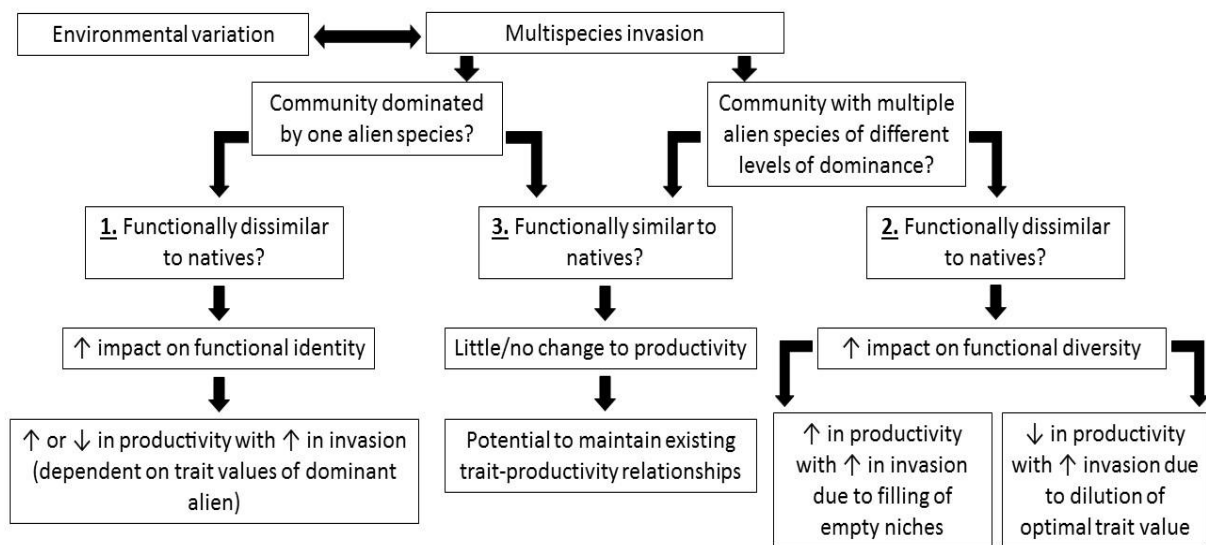 Environmental variation
Multispecies invasion
Community dominated
by one alien species?
Community with multiple
alien species of different
levels of dominance?
1. Functionally dissimilar
to natives?
3. Functionally similar to
natives?
2. Functionally dissimilar
to natives?
↑ impact on functional identity
Little/no change to productivity
↑ impact on functional diversity
↑ or ↓ in productivity with ↑ in invasion
(dependent on trait values of dominant
alien)
Potential to maintain existing
trait-productivity relationships
↑ in productivity
with ↑ in invasion
due to filling of
empty niches
↓ in productivity
with ↑ invasion due
to dilution of
optimal trait value